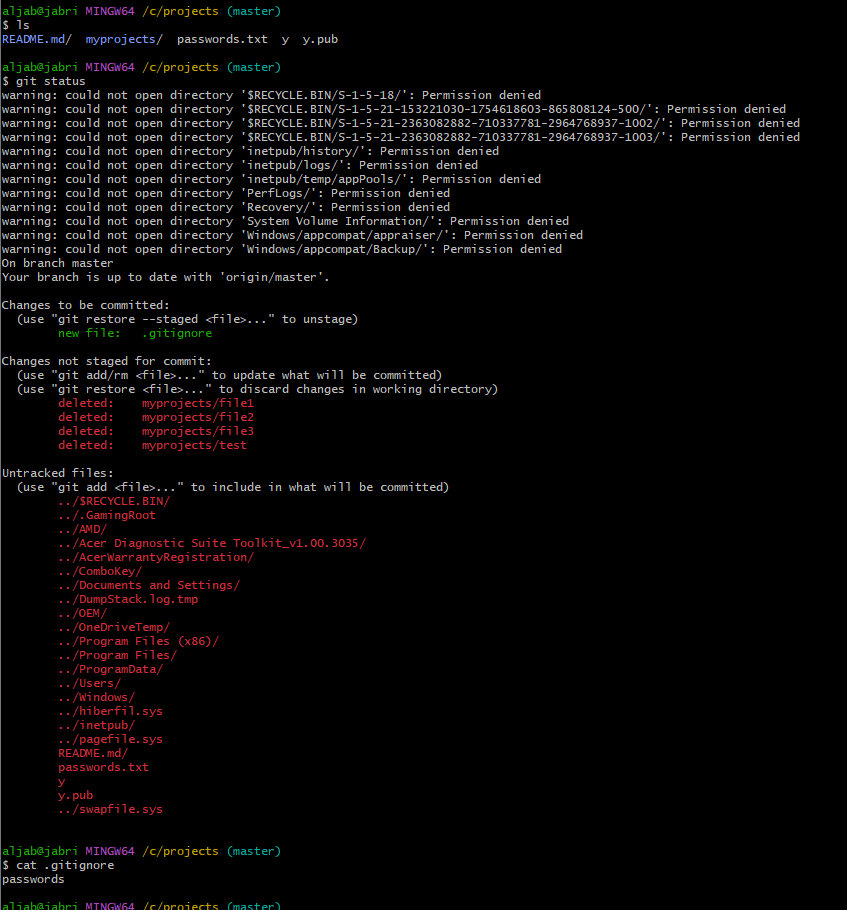 aljab@jabri MINGW64 /c/projects (master)
$ ls
README.md/  myprojects/  passwords.txt  y  y.pub
aljab@jabri MINGW64 /c/projects (master)
$ git status
warning: could not open directory '$RECYCLE.BIN/S-1-5-18/': Permission denied
warning: could not open directory '$RECYCLE.BIN/S-1-5-21-153221030-1754618603-865808124-500/': Permission denied
warning: could not open directory '$RECYCLE.BIN/S-1-5-21-2363082882-710337781-2964768937-1002/': Permission denied
warning: could not open directory '$RECYCLE.BIN/S-1-5-21-2363082882-710337781-2964768937-1003/': Permission denied
warning: could not open directory 'inetpub/history/': Permission denied
warning: could not open directory 'inetpub/logs/': Permission denied
warning: could not open directory 'inetpub/temp/appPools/': Permission denied
warning: could not open directory 'PerfLogs/': Permission denied
warning: could not open directory 'Recovery/': Permission denied
warning: could not open directory 'System Volume Information/': Permission denied
warning: could not open directory 'Windows/appcompat/appraiser/': Permission denied
warning: could not open directory 'Windows/appcompat/Backup/': Permission denied
On branch master
Your branch is up to date with 'origin/master'.
Changes to be committed:
  (use "git restore --staged <file>..." to unstage)
        new file:   .gitignore
Changes not staged for commit:
  (use "git add/rm <file>..." to update what will be committed)
  (use "git restore <file>..." to discard changes in working directory)
        deleted:    myprojects/file1
        deleted:    myprojects/file2
        deleted:    myprojects/file3
        deleted:    myprojects/test
Untracked files:
  (use "git add <file>..." to include in what will be committed)
        ../$RECYCLE.BIN/
        ../.GamingRoot
        ../AMD/
        ../Acer Diagnostic Suite Toolkit_v1.00.3035/
        ../AcerWarrantyRegistration/
        ../ComboKey/
        ../Documents and Settings/
        ../DumpStack.log.tmp
        ../OEM/
        ../OneDriveTemp/
        ../Program Files (x86)/
        ../Program Files/
        ../ProgramData/
        ../Users/
        ../Windows/
        ../hiberfil.sys
        ../inetpub/
        ../pagefile.sys
        README.md/
        passwords.txt
        y
        y.pub
        ../swapfile.sys
aljab@jabri MINGW64 /c/projects (master)
$ cat .gitignore
passwords
aljab@jabri MINGW64 /c/projects (master)